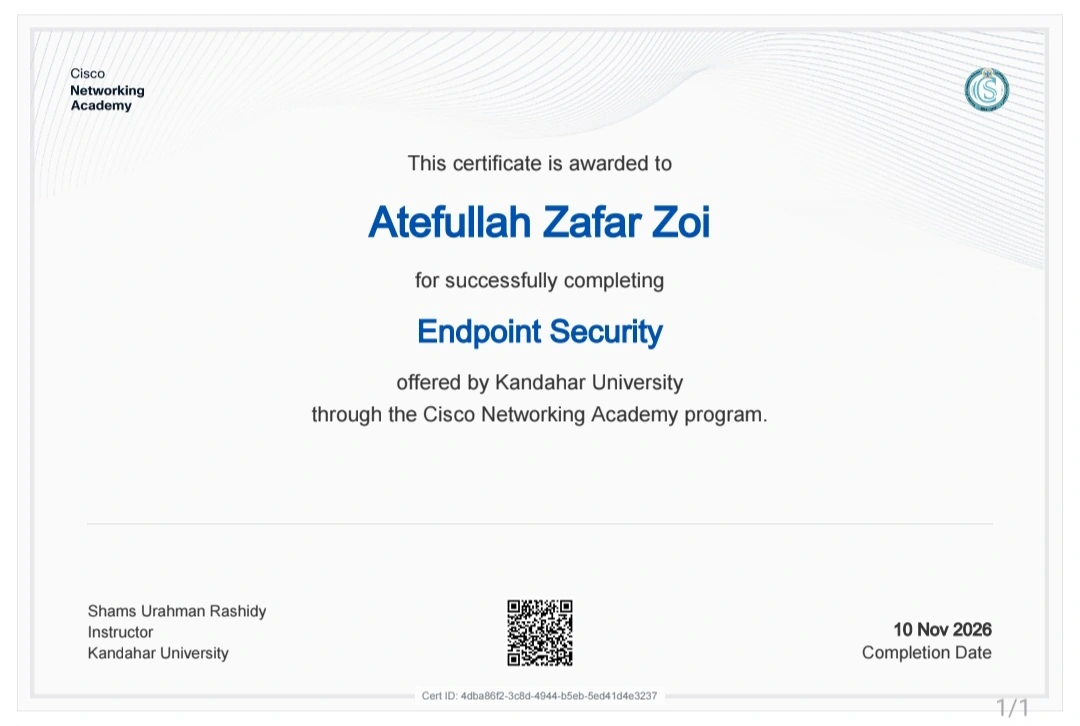 Cisco
Networking
Academy
This certificate is awarded to
Atefullah Zafar Zoi
for successfully completing
Endpoint Security
offered by Kandahar University
through the Cisco Networking Academy program.
Shams Urahman Rashidy
Instructor
Kandahar University
10 Nov 2026
Completion Date
Cert ID: 4dba86f2-3c8d-4944-b5eb-5ed41d4e3237
1/1